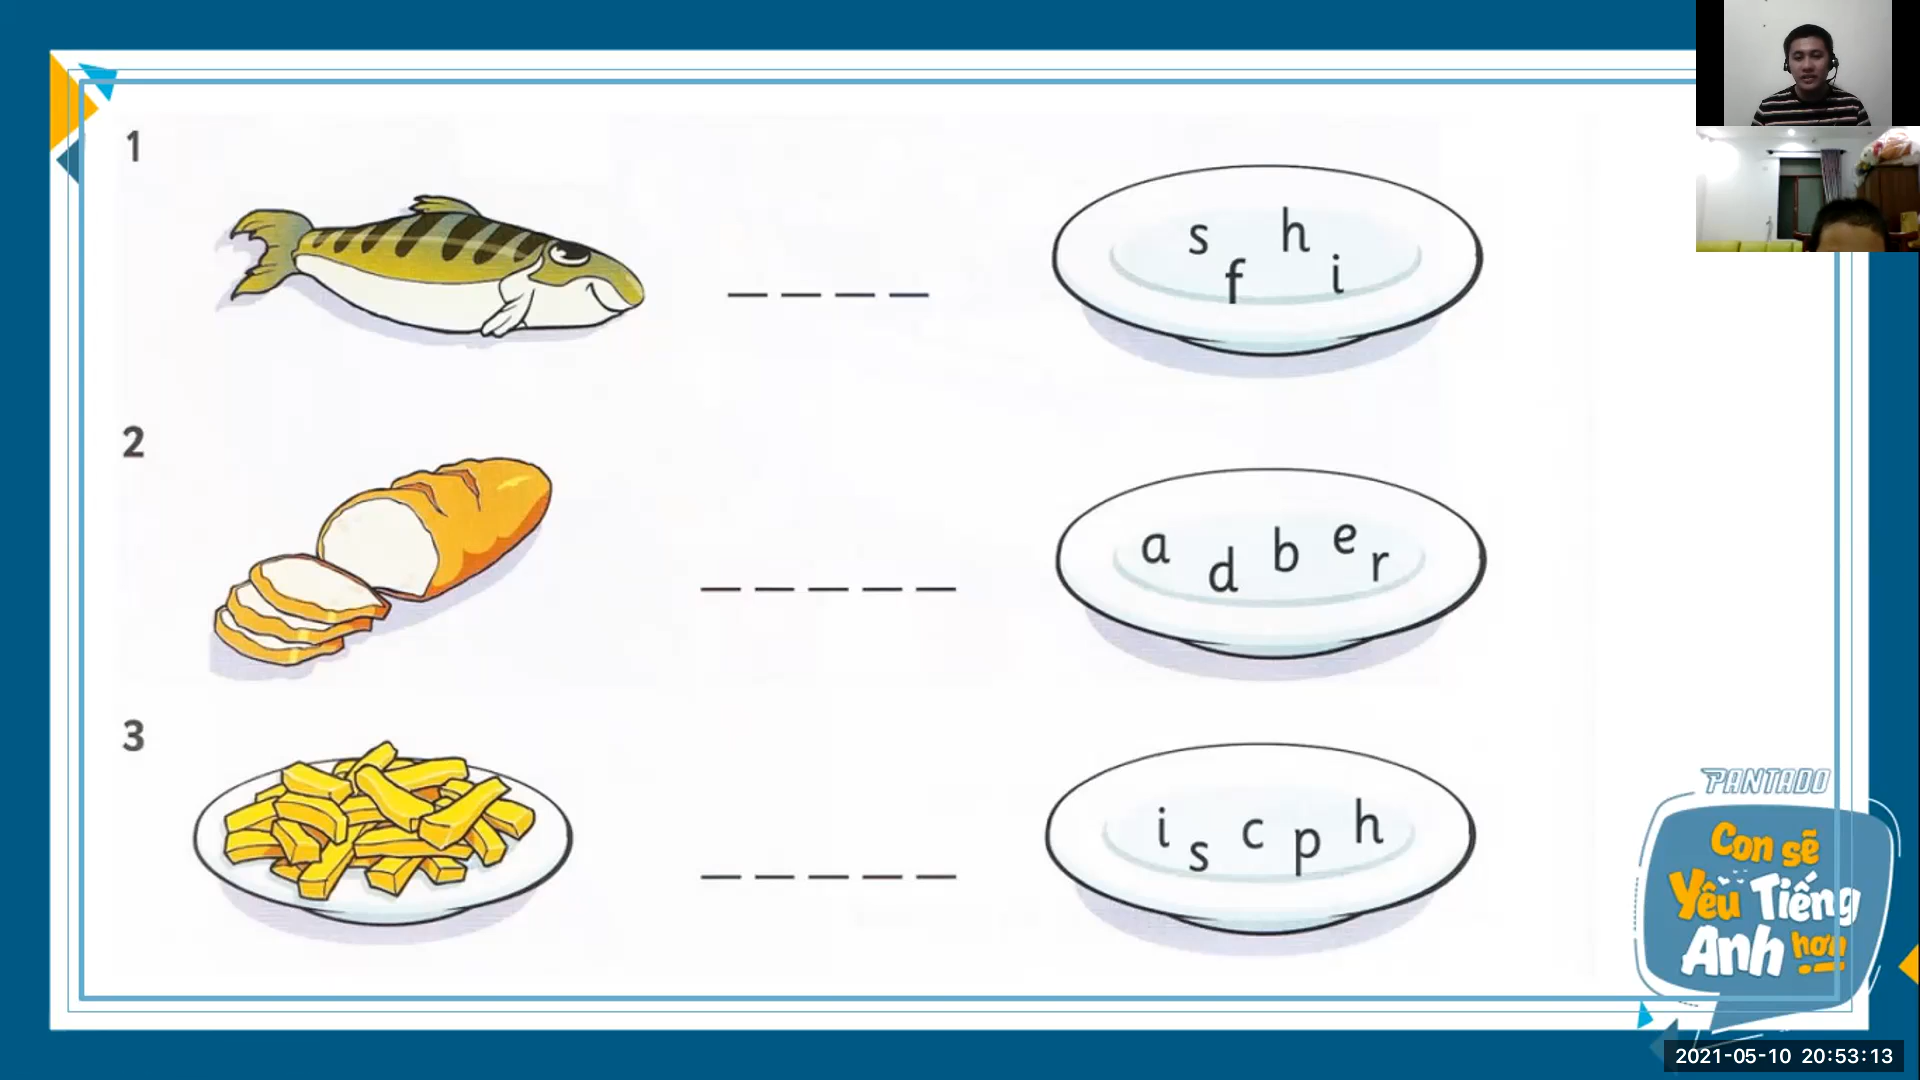 1
s h
f i
2
a d b e r
3
i s c p h
PANTADO
Con sẽ
Yêu Tiếng
Anh hơn
2021-05-10 20:53:13